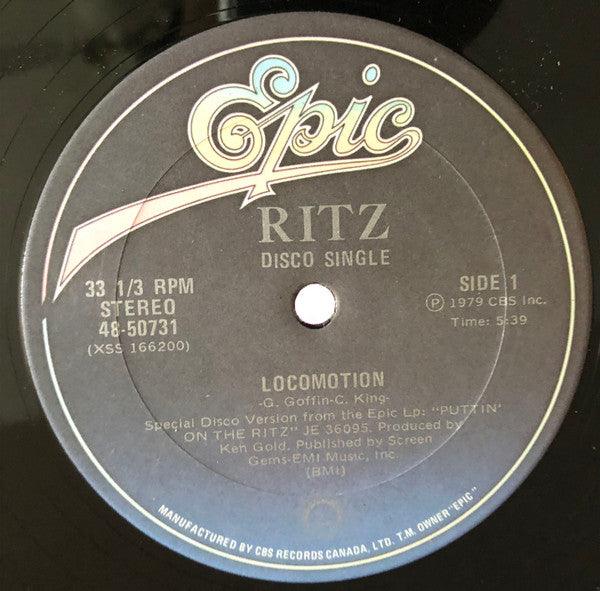 Epic
RITZ
DISCO SINGLE
33 1/3 RPM
STEREO
48-50731
(XSS 166200)
SIDE 1
Ⓟ 1979 CBS Inc.
Time: 5:39
LOCOMOTION
-G. Goffin-C. King-
Special Disco Version from the Epic Lp: "PUTTIN'
ON THE RITZ" JE 36095. Produced by
Ken Gold. Published by Screen
Gems-EMI Music, Inc.
(BMI)
MANUFACTURED BY CBS RECORDS CANADA, LTD. T.M. OWNER "EPIC"